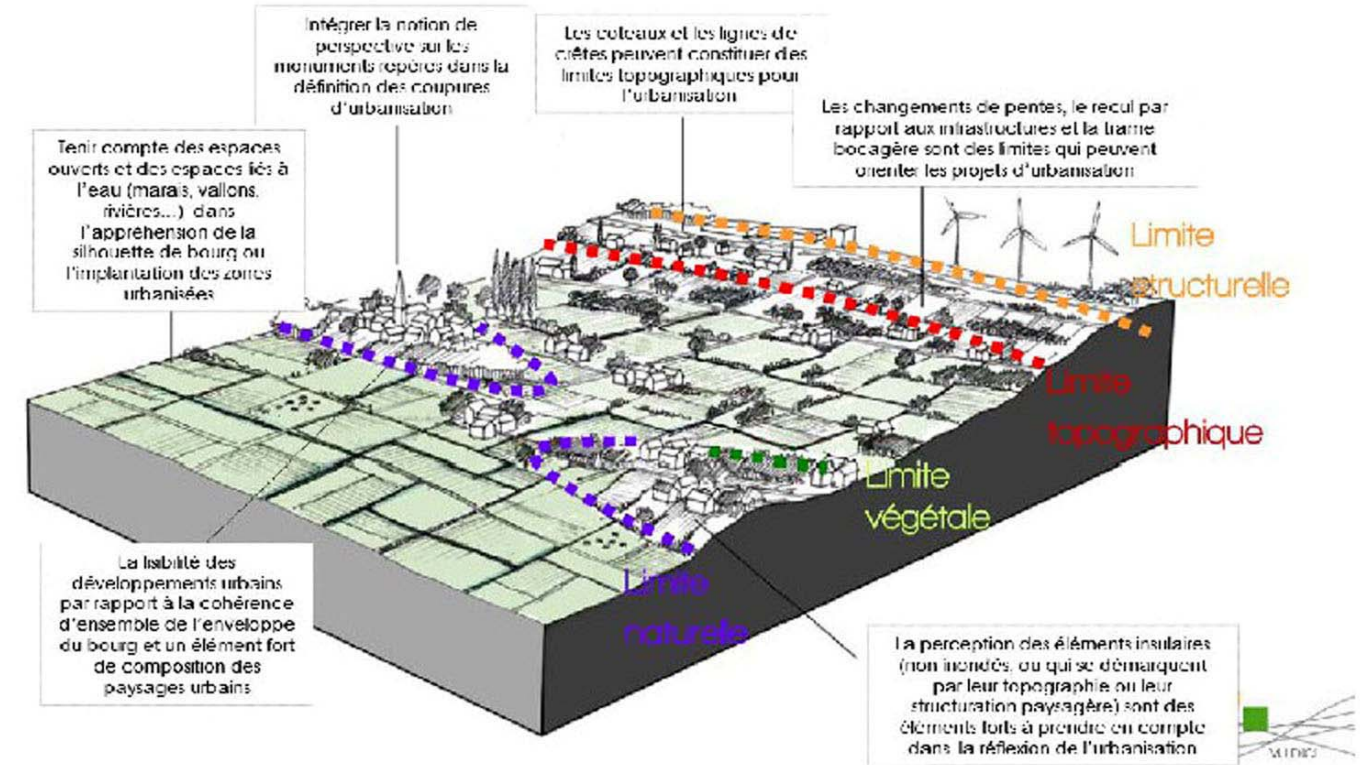 Intégrer la notion de
perspective sur les
monuments repères dans la
définition des coupures
d'urbanisation
Les coteaux et les lignes de
crêtes peuvent constituer des
limites topographiques pour
l'urbanisation
Les changements de pentes, le recul par
rapport aux infrastructures et la trame
bocagère sont des limites qui peuvent
orienter les projets d'urbanisation
Tenir compte des espaces
ouverts et des espaces liés à
l'eau (marais, vallons,
rivières...) dans
l'appréhension de la
silhouette de bourg ou
l'implantation des zones
urbanisées
Limite
structurelle
Limite
topographique
Limite
végétale
Limite
naturelle
La lisibilité des
développements urbains
par rapport à la cohérence
d'ensemble de l'enveloppe
du bourg et un élément fort
de composition des
paysages urbains
La perception des éléments insulaires
(non inondés, ou qui se démarquent
par leur topographie ou leur
structuration paysagère) sont des
éléments forts à prendre en compte
dans la réflexion de l'urbanisation